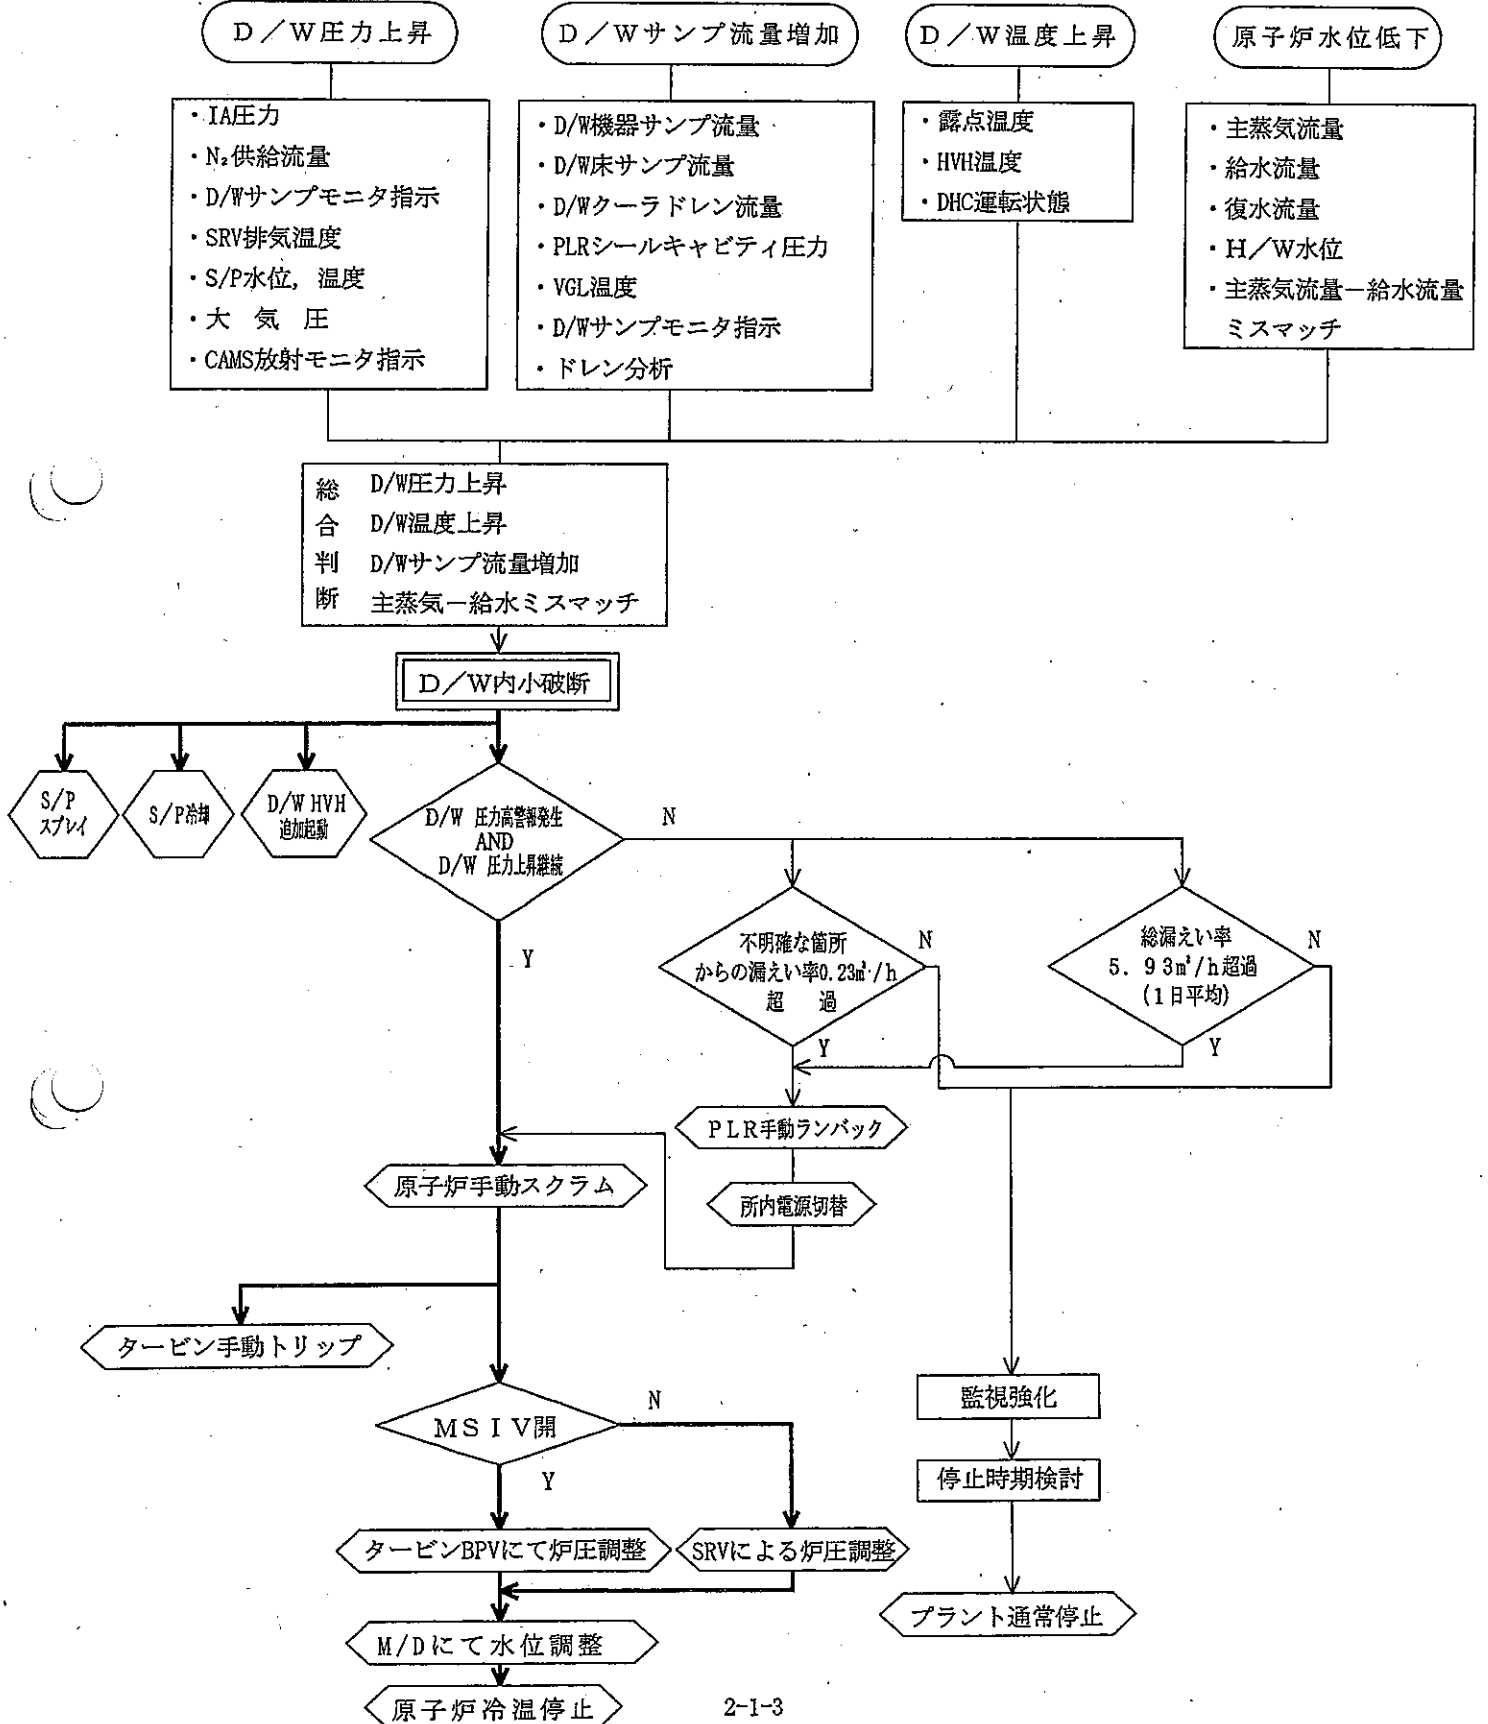 D/W圧力上昇
・IA圧力
・N₂供給流量
・D/Wサンプモニタ指示
・SRV排気温度
・S/P水位, 温度
・大 気 圧
・CAMS放射モニタ指示
D/Wサンプ流量増加
・D/W機器サンプ流量
・D/W床サンプ流量
・D/Wクーラドレン流量
・PLRシールキャビティ圧力
・VGL温度
・D/Wサンプモニタ指示
・ドレン分析
D/W温度上昇
・露点温度
・HVH温度
・DHC運転状態
原子炉水位低下
・主蒸気流量
・給水流量
・復水流量
・H/W水位
・主蒸気流量－給水流量
ミスマッチ
総合判断
D/W圧力上昇
D/W温度上昇
D/Wサンプ流量増加
主蒸気－給水ミスマッチ
D/W内小破断
S/P
スプレイ
S/P冷却
D/W HVH
追加起動
D/W 圧力高警報発生
AND
D/W 圧力上昇継続
N
Y
不明確な箇所
からの漏えい率0.23㎥/h
超 過
N
Y
総漏えい率
5.93㎥/h超過
(1日平均)
N
Y
PLR手動ランバック
所内電源切替
原子炉手動スクラム
タービン手動トリップ
MSIV開
N
Y
タービンBPVにて炉圧調整
SRVによる炉圧調整
M/Dにて水位調整
原子炉冷温停止
監視強化
停止時期検討
プラント通常停止
2-1-3